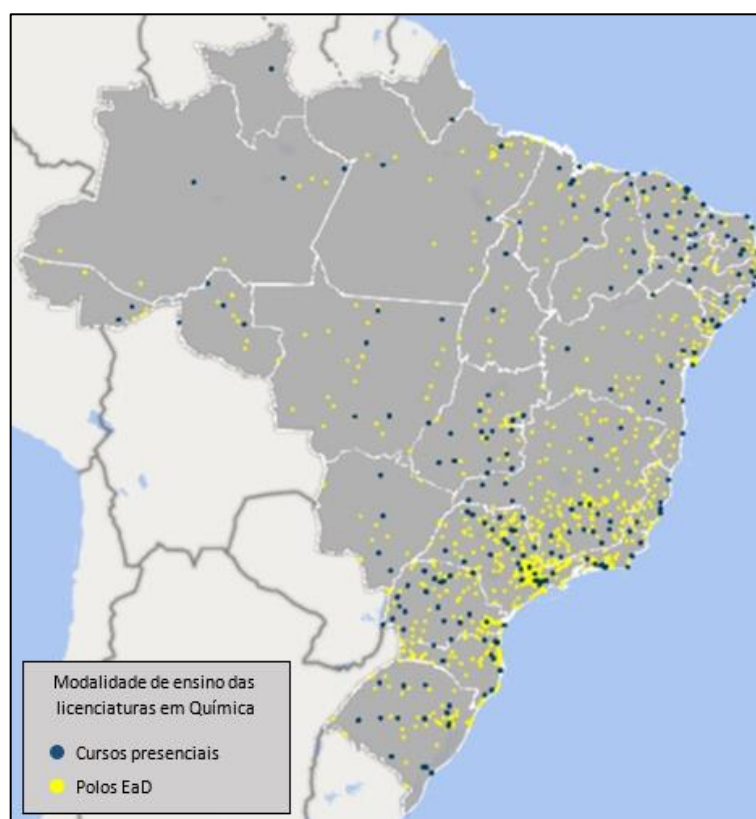 Modalidade de ensino das
licenciaturas em Química
Cursos presenciais
Polos EaD